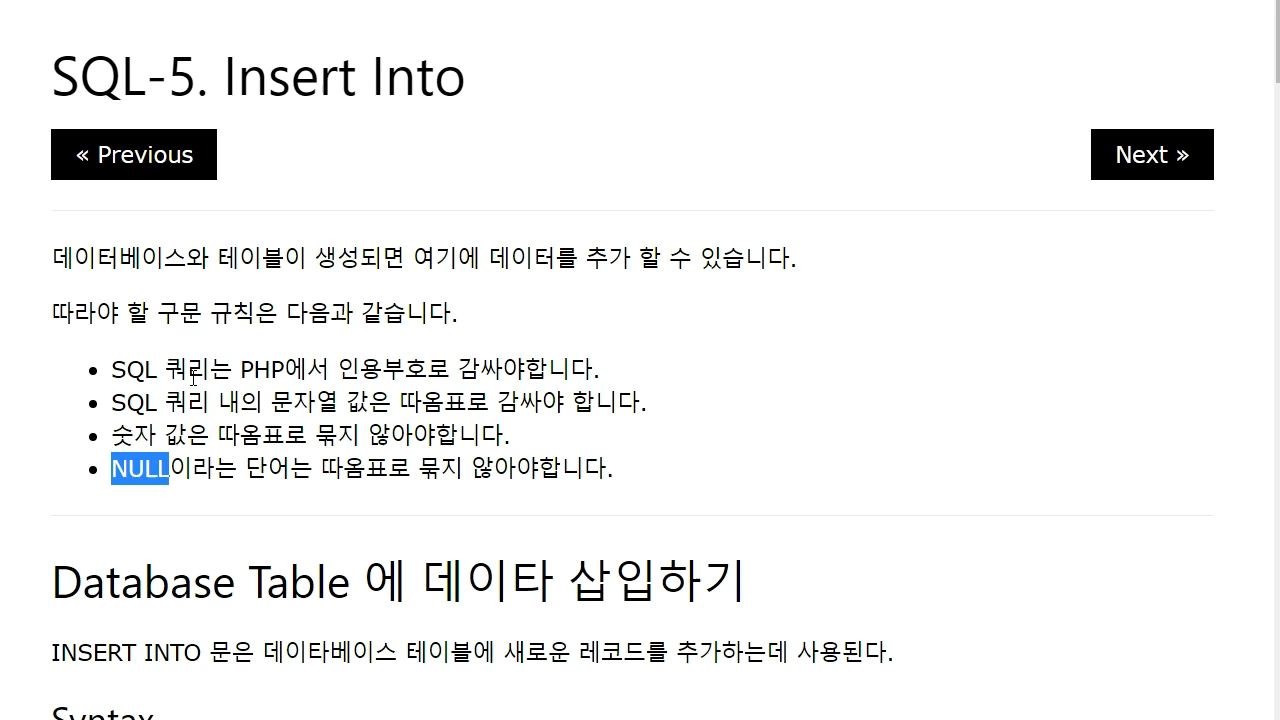 SQL-5. Insert Into
« Previous
Next »
데이터베이스와 테이블이 생성되면 여기에 데이터를 추가 할 수 있습니다.
따라야 할 구문 규칙은 다음과 같습니다.
SQL 쿼리는 PHP에서 인용부호로 감싸야합니다.
SQL 쿼리 내의 문자열 값은 따옴표로 감싸야 합니다.
숫자 값은 따옴표로 묶지 않아야합니다.
NULL이라는 단어는 따옴표로 묶지 않아야합니다.
Database Table 에 데이타 삽입하기
INSERT INTO 문은 데이타베이스 테이블에 새로운 레코드를 추가하는데 사용된다.
Syntax